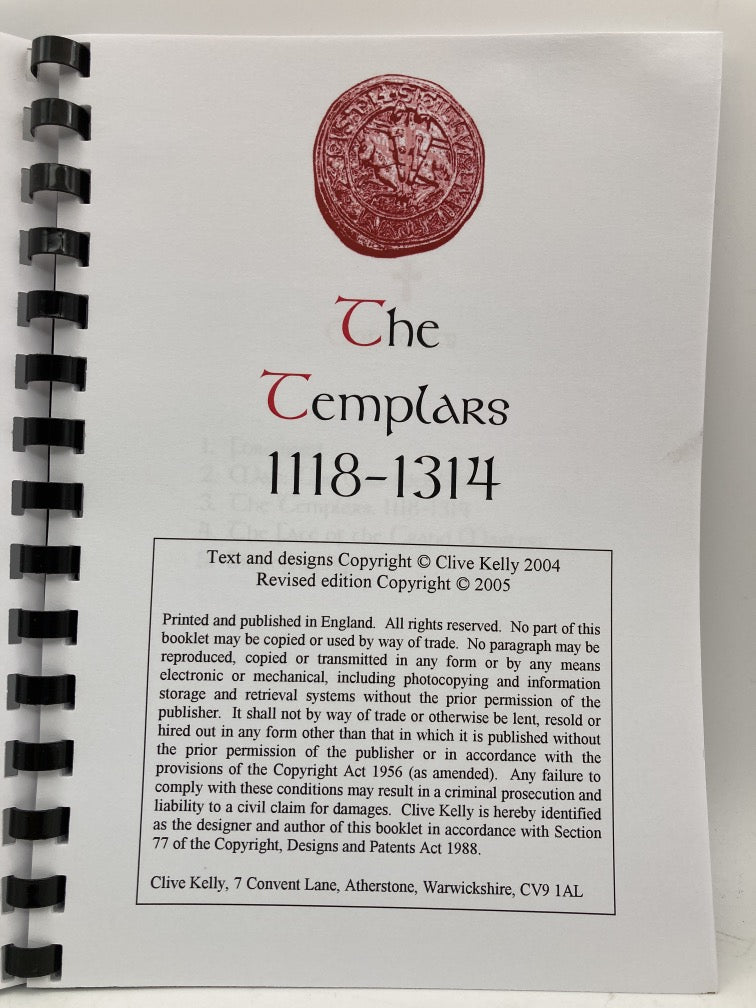 The
Templars
1118-1314
Text and designs Copyright © Clive Kelly 2004
Revised edition Copyright © 2005
Printed and published in England. All rights reserved. No part of this
booklet may be copied or used by way of trade. No paragraph may be
reproduced, copied or transmitted in any form or by any means
electronic or mechanical, including photocopying and information
storage and retrieval systems without the prior permission of the
publisher. It shall not by way of trade or otherwise be lent, resold or
hired out in any form other than that in which it is published without
the prior permission of the publisher or in accordance with the
provisions of the Copyright Act 1956 (as amended). Any failure to
comply with these conditions may result in a criminal prosecution and
liability to a civil claim for damages. Clive Kelly is hereby identified
as the designer and author of this booklet in accordance with Section
77 of the Copyright, Designs and Patents Act 1988.
Clive Kelly, 7 Convent Lane, Atherstone, Warwickshire, CV9 1AL